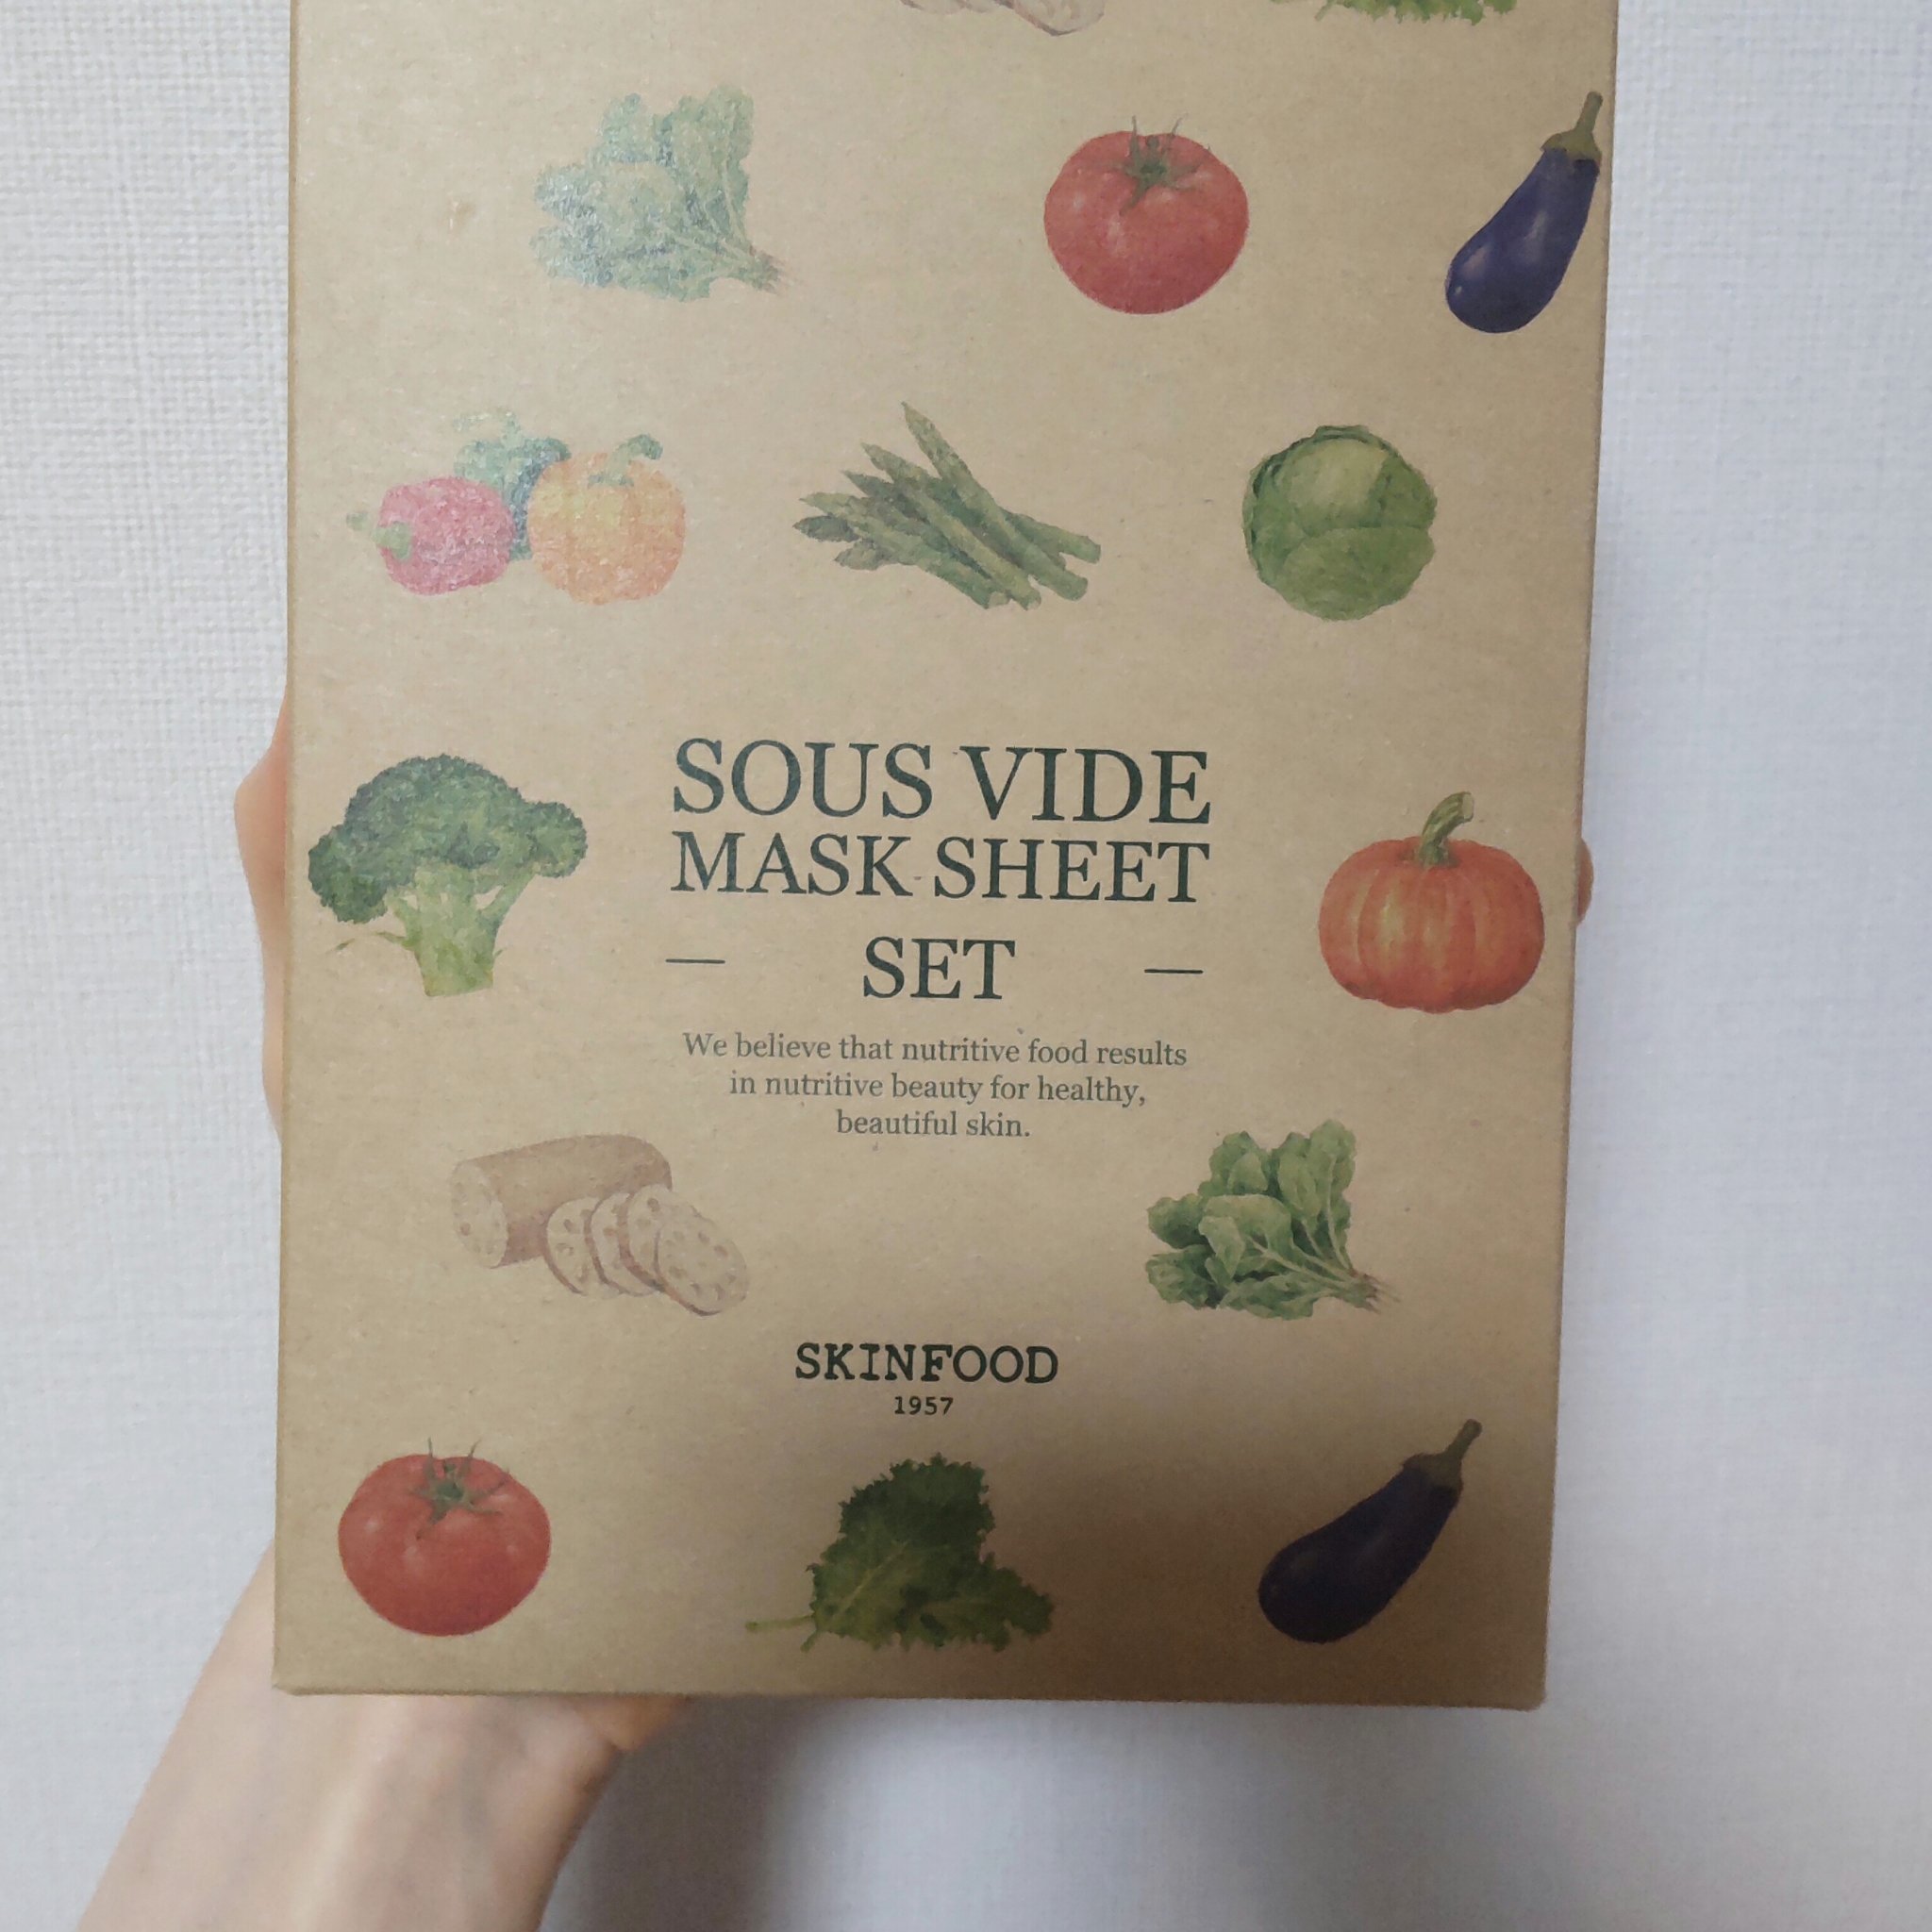 SOUS VIDE
MASK SHEET
— SET —
We believe that nutritive food results
in nutritive beauty for healthy,
beautiful skin.
SKINFOOD
1957